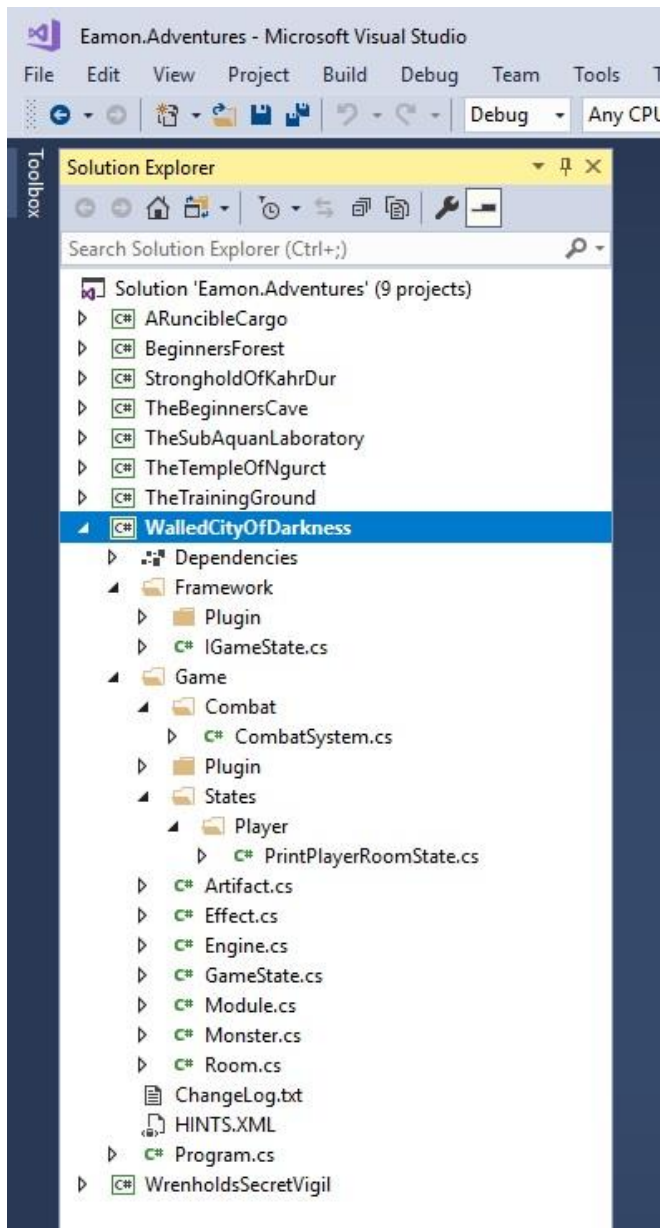 Eamon.Adventures - Microsoft Visual Studio
File Edit View Project Build Debug Team Tools
Debug Any CPU
Toolbox
Solution Explorer
Search Solution Explorer (Ctrl+;)
Solution 'Eamon.Adventures' (9 projects)
C# ARuncibleCargo
C# BeginnersForest
C# StrongholdOfKahrDur
C# TheBeginnersCave
C# TheSubAquanLaboratory
C# TheTempleOfNgurct
C# TheTrainingGround
C# WalledCityOfDarkness
Dependencies
Framework
Plugin
C# IGameState.cs
Game
Combat
C# CombatSystem.cs
Plugin
States
Player
C# PrintPlayerRoomState.cs
C# Artifact.cs
C# Effect.cs
C# Engine.cs
C# GameState.cs
C# Module.cs
C# Monster.cs
C# Room.cs
ChangeLog.txt
HINTS.XML
C# Program.cs
C# WrenholdsSecretVigil